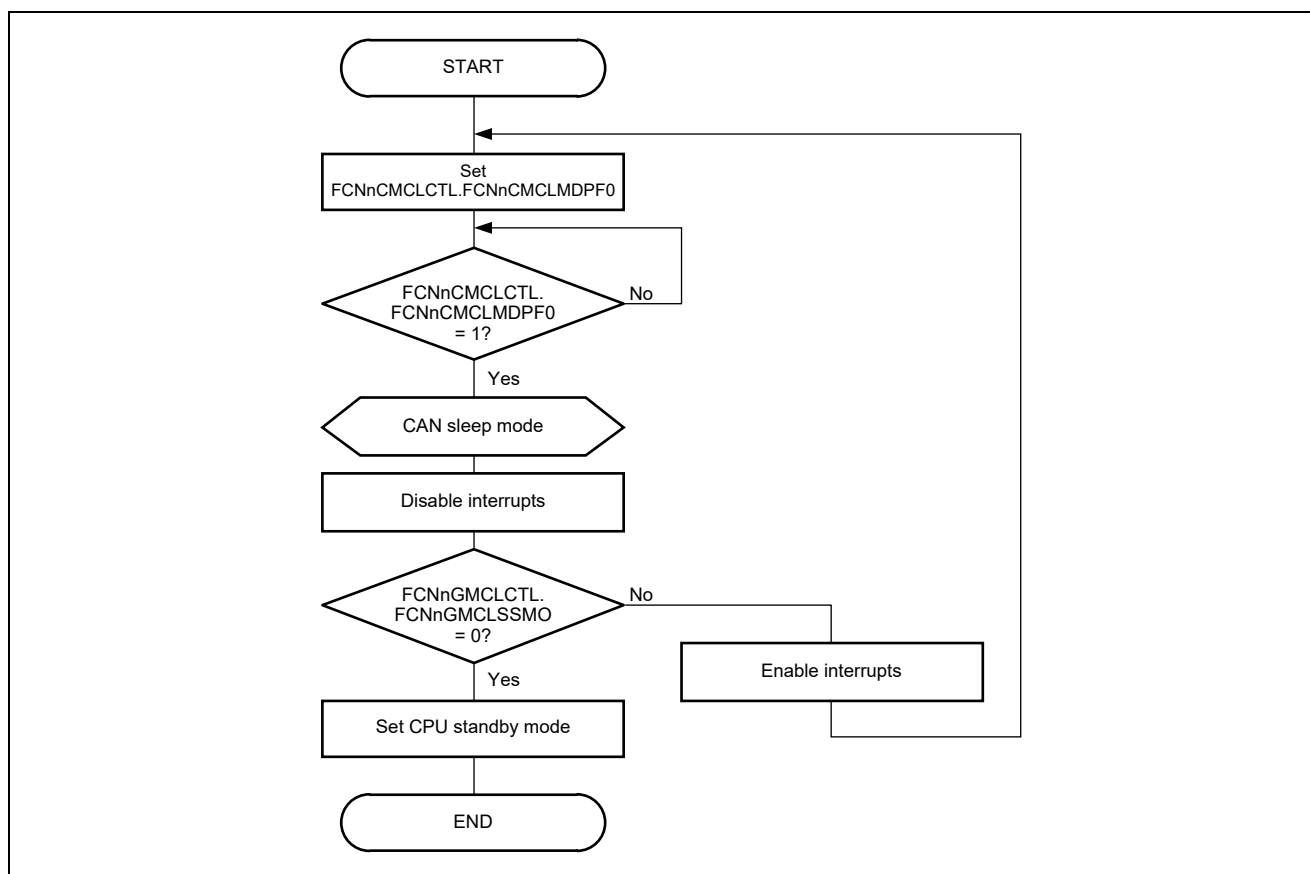 START
Set
FCNnCMCLCTL.FCNnCMCLMDPF0
FCNnCMCLCTL.
FCNnCMCLMDPF0
= 1?
No
Yes
CAN sleep mode
Disable interrupts
FCNnGMCLCTL.
FCNnGMCLSSMO
= 0?
No
Yes
Enable interrupts
Set CPU standby mode
END